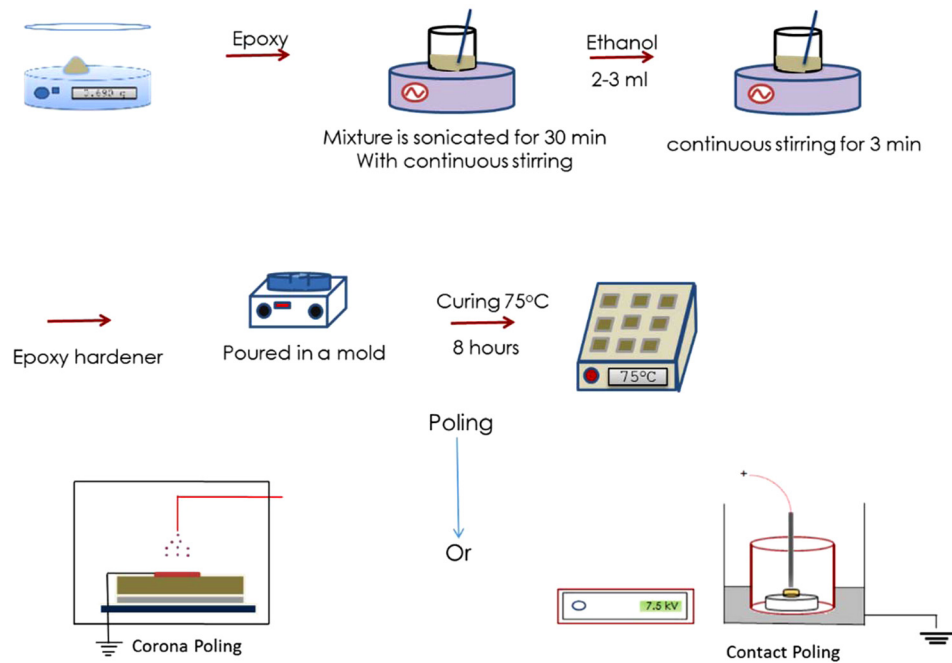 Epoxy
Ethanol
2-3 ml
0.690 g
Mixture is sonicated for 30 min
With continuous stirring
continuous stirring for 3 min
Epoxy hardener
Poured in a mold
Curing 75°C
8 hours
75°C
Poling
Or
+
7.5 kV
Corona Poling
Contact Poling